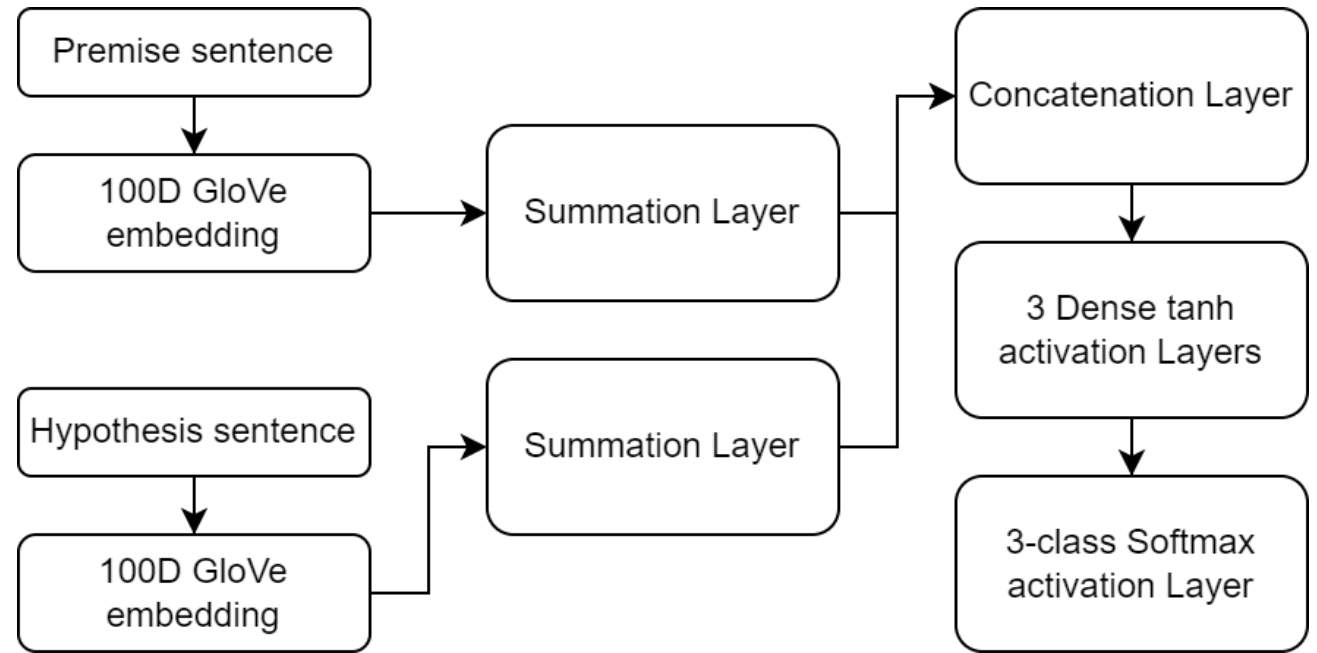 Premise sentence
100D GloVe
embedding
Summation Layer
Hypothesis sentence
100D GloVe
embedding
Summation Layer
Concatenation Layer
3 Dense tanh
activation Layers
3-class Softmax
activation Layer